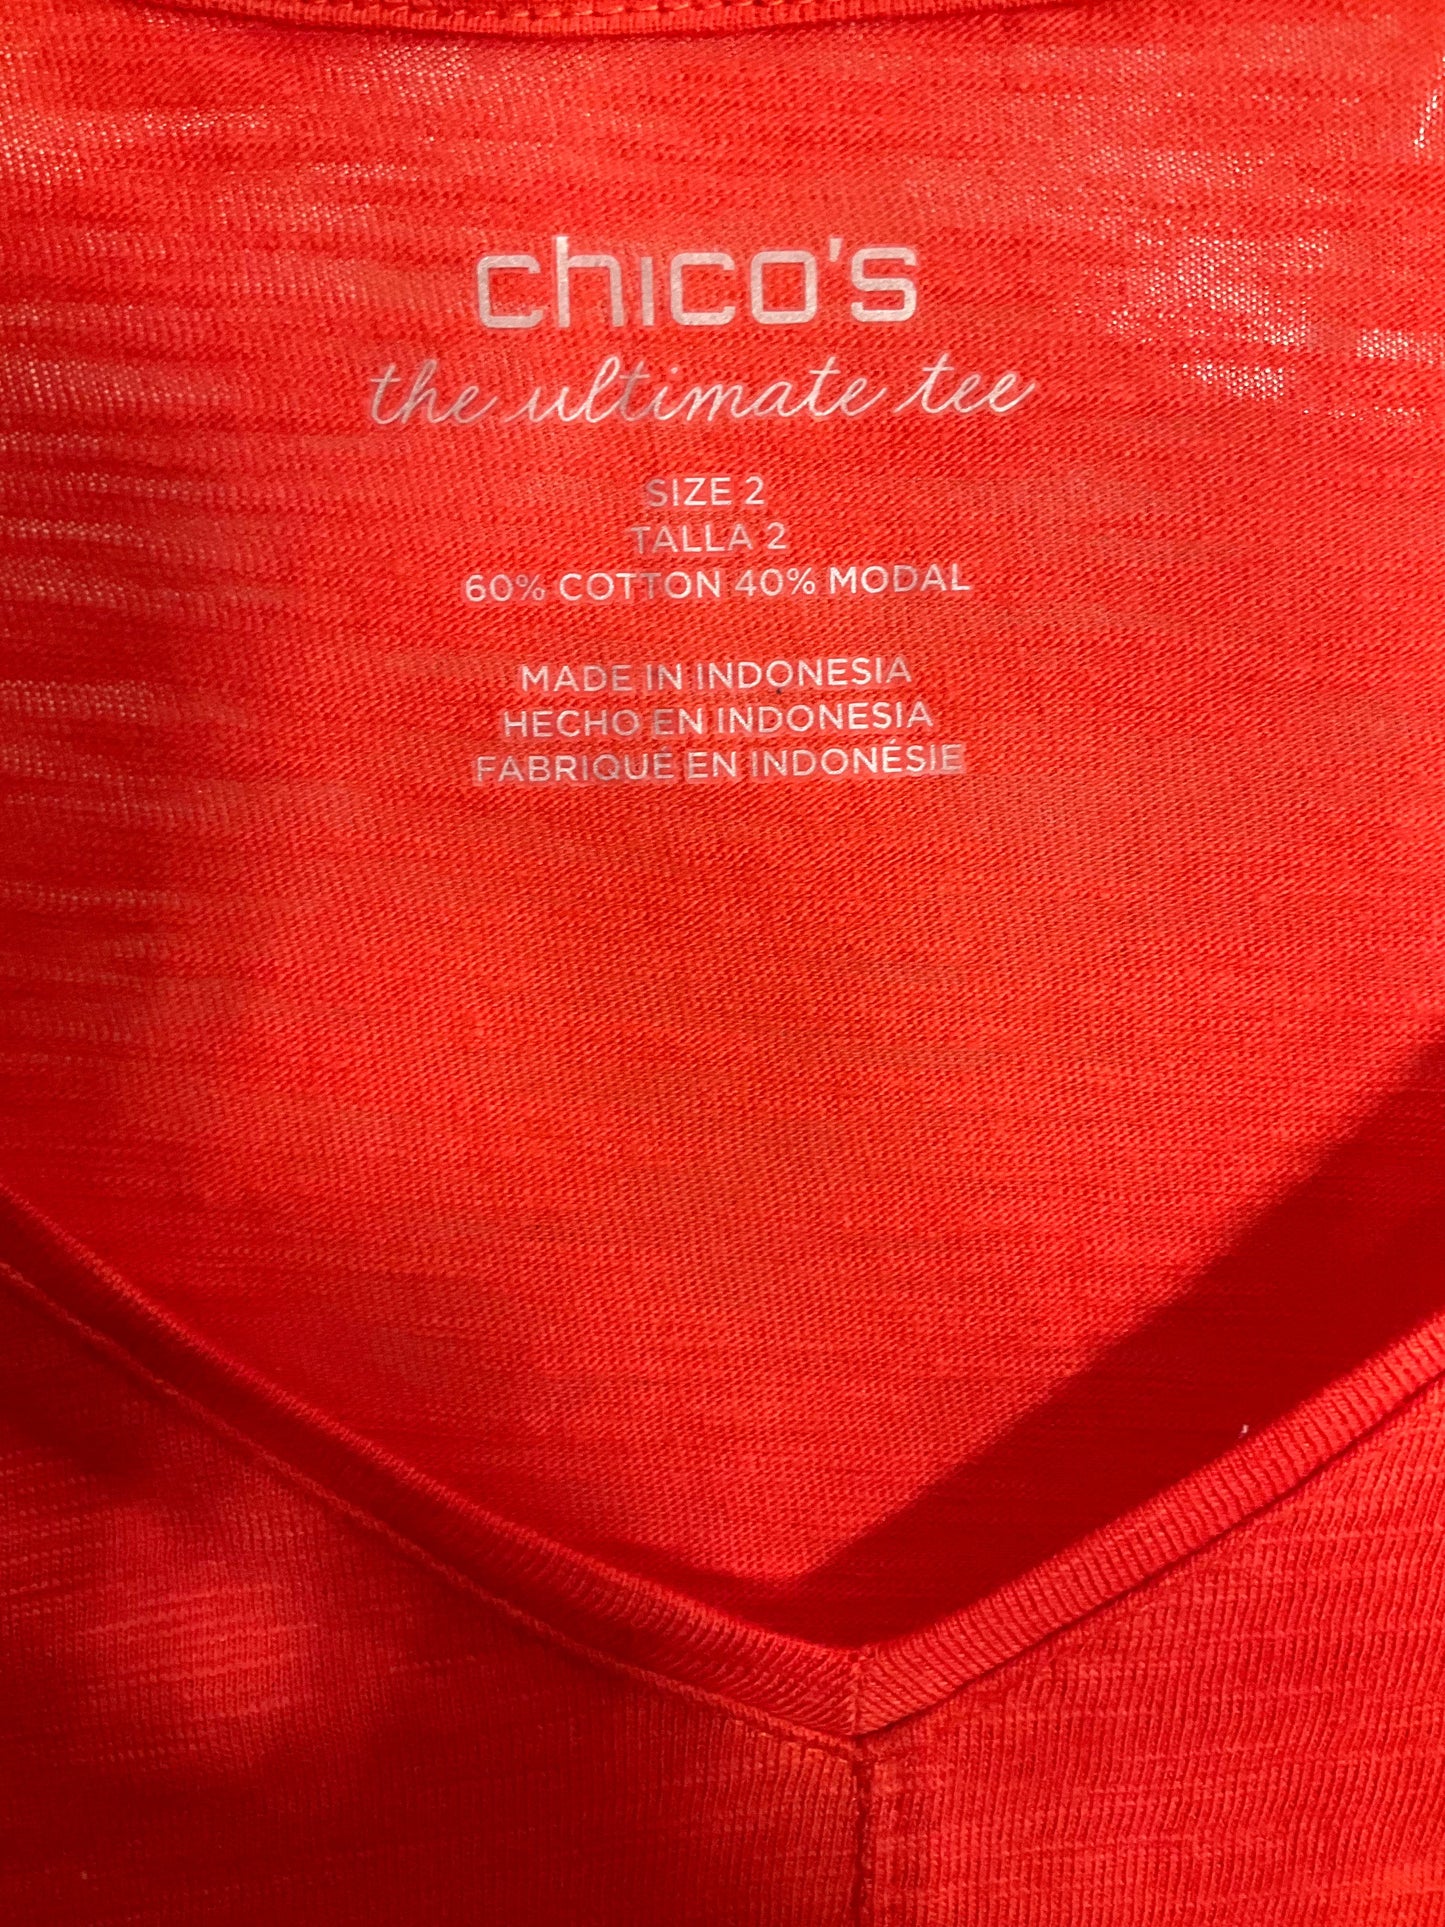 chico's
the ultimate tee
SIZE 2
TALLA 2
60% COTTON 40% MODAL
MADE IN INDONESIA
HECHO EN INDONESIA
FABRIQUÉ EN INDONÉSIE